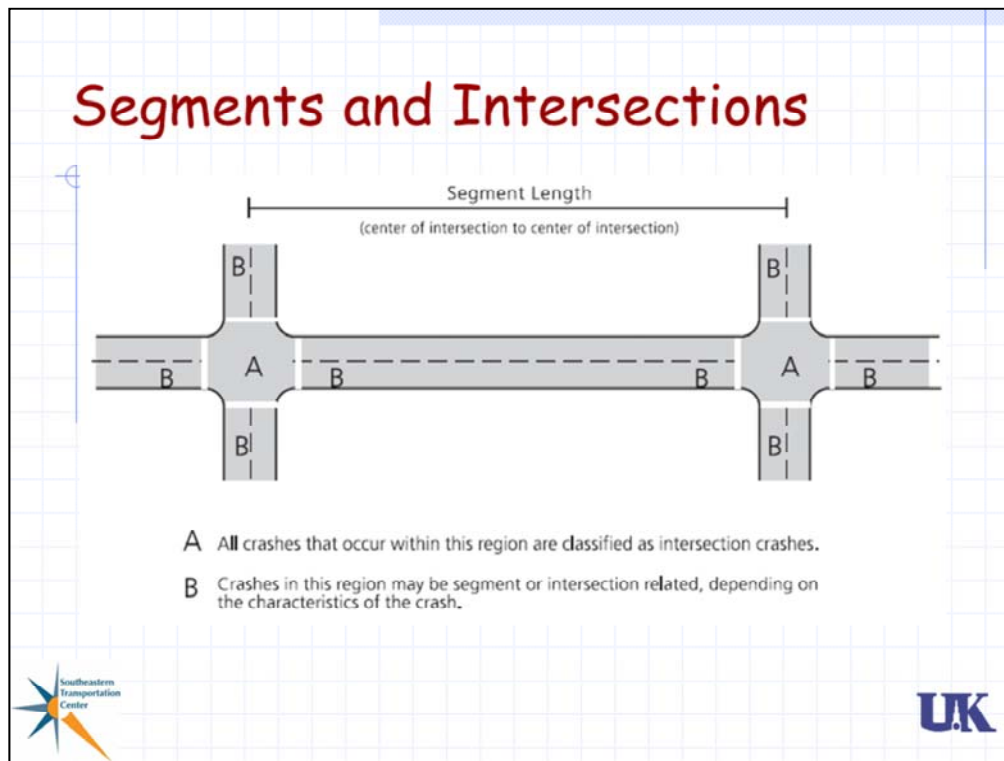 Segments and Intersections
Segment Length
(center of intersection to center of intersection)
B B
A A
B B B B
B B
A All crashes that occur within this region are classified as intersection crashes.
B Crashes in this region may be segment or intersection related, depending on
the characteristics of the crash.
Southeastern
Transportation
Center
UK